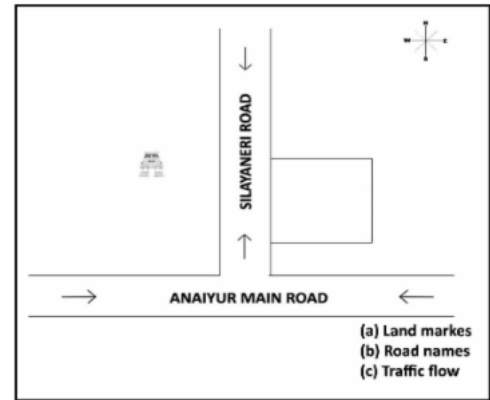 N
W E
S
SILAYANERI ROAD
ANAIYUR MAIN ROAD
(a) Land markes
(b) Road names
(c) Traffic flow